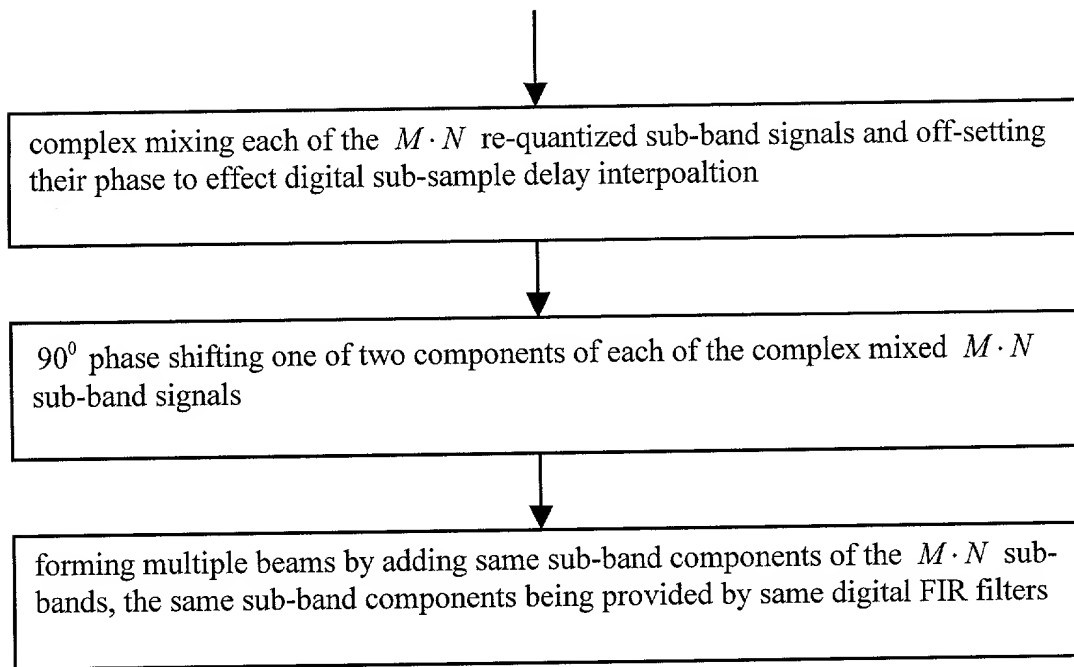 complex mixing each of the M · N re-quantized sub-band signals and off-setting
their phase to effect digital sub-sample delay interpoaltion
90⁰ phase shifting one of two components of each of the complex mixed M · N
sub-band signals
forming multiple beams by adding same sub-band components of the M · N sub-
bands, the same sub-band components being provided by same digital FIR filters